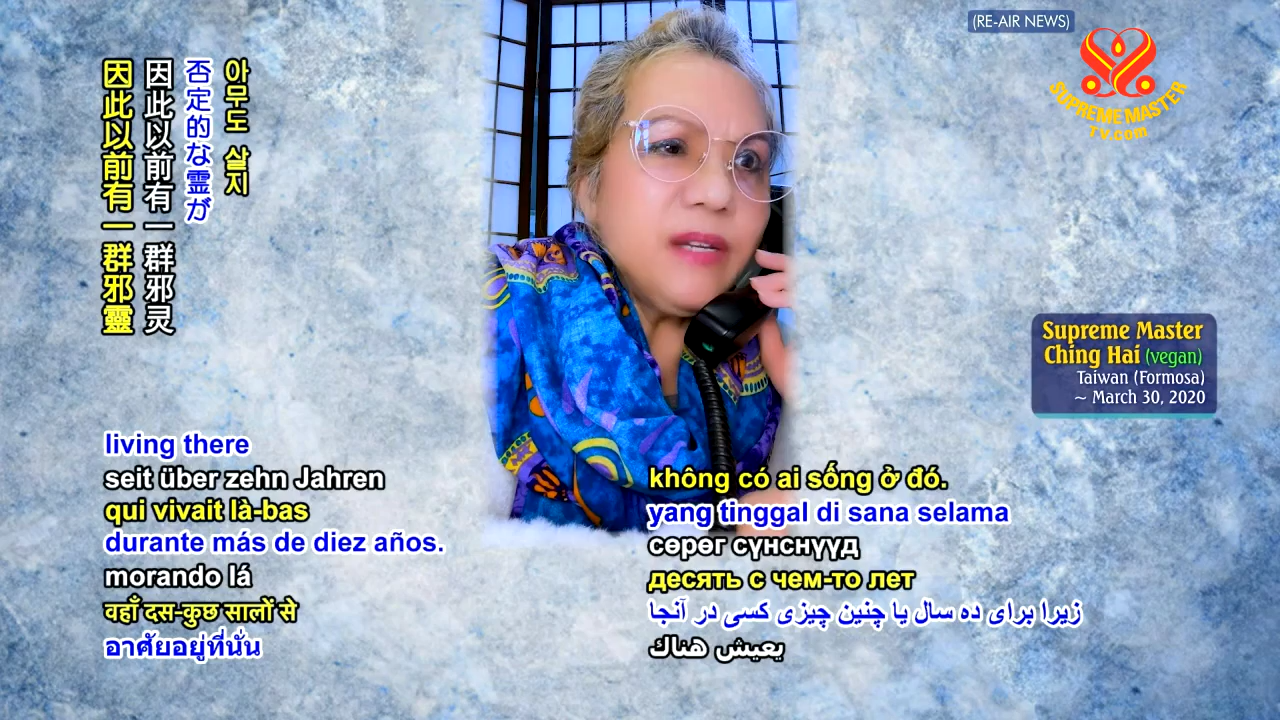 (RE-AIR NEWS)
SUPREME MASTER
TV.com
因此以前有一群邪靈
因此以前有一群邪灵
否定的な霊が
아무도 살지
Supreme Master
Ching Hai (vegan)
Taiwan (Formosa)
~ March 30, 2020
living there
seit über zehn Jahren
qui vivait là-bas
durante más de diez años.
morando lá
वहाँ दस-कुछ सालों से
อาศัยอยู่ที่นั่น
không có ai sống ở đó.
yang tinggal di sana selama
сөрөг сүнснүүд
десять с чем-то лет
زیرا برای ده سال یا چنین چیزی کسی در آنجا
يعيش هناك